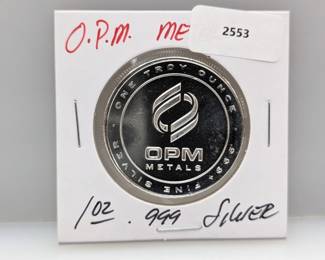 O.P.M. ME
2553
· ONE TROY OUNCE ·
OPM
METALS
.999+ FINE SILVER
1oz . 999 SILVER